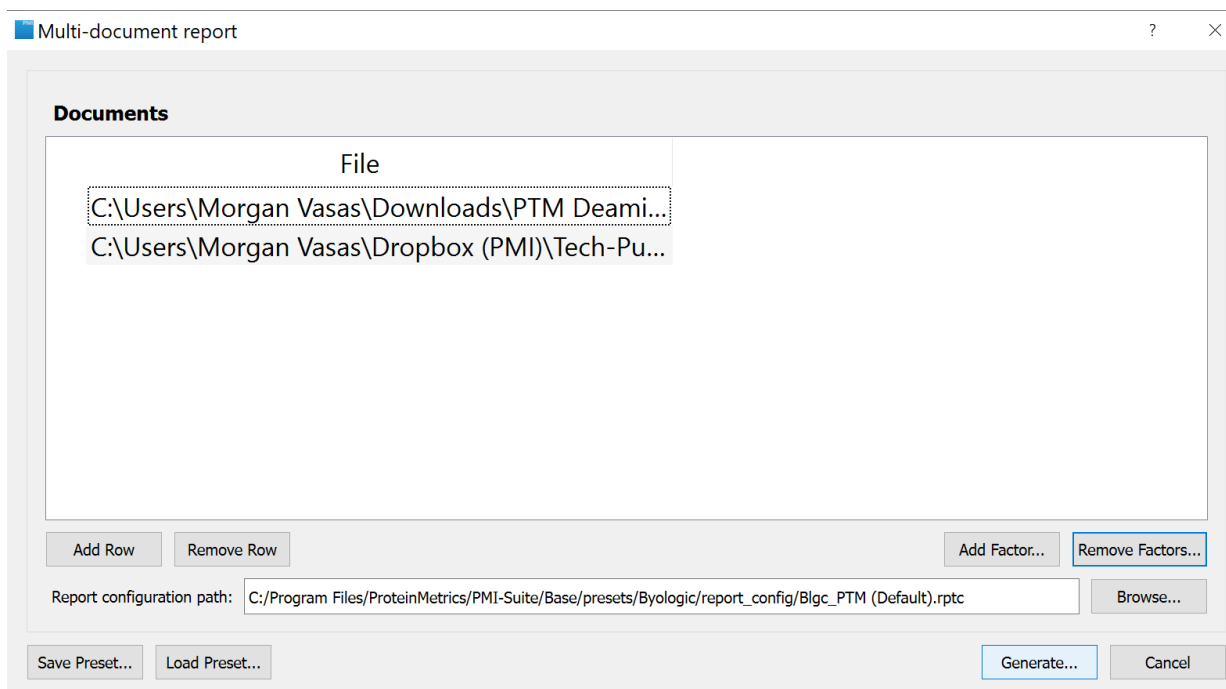 Multi-document report
Documents
File
C:\Users\Morgan Vasas\Downloads\PTM Deami...
C:\Users\Morgan Vasas\Dropbox (PMI)\Tech-Pu...
Add Row Remove Row Add Factor... Remove Factors...
Report configuration path: C:/Program Files/ProteinMetrics/PMI-Suite/Base/presets/Byologic/report_config/Blgc_PTM (Default).rptc Browse...
Save Preset... Load Preset... Generate... Cancel